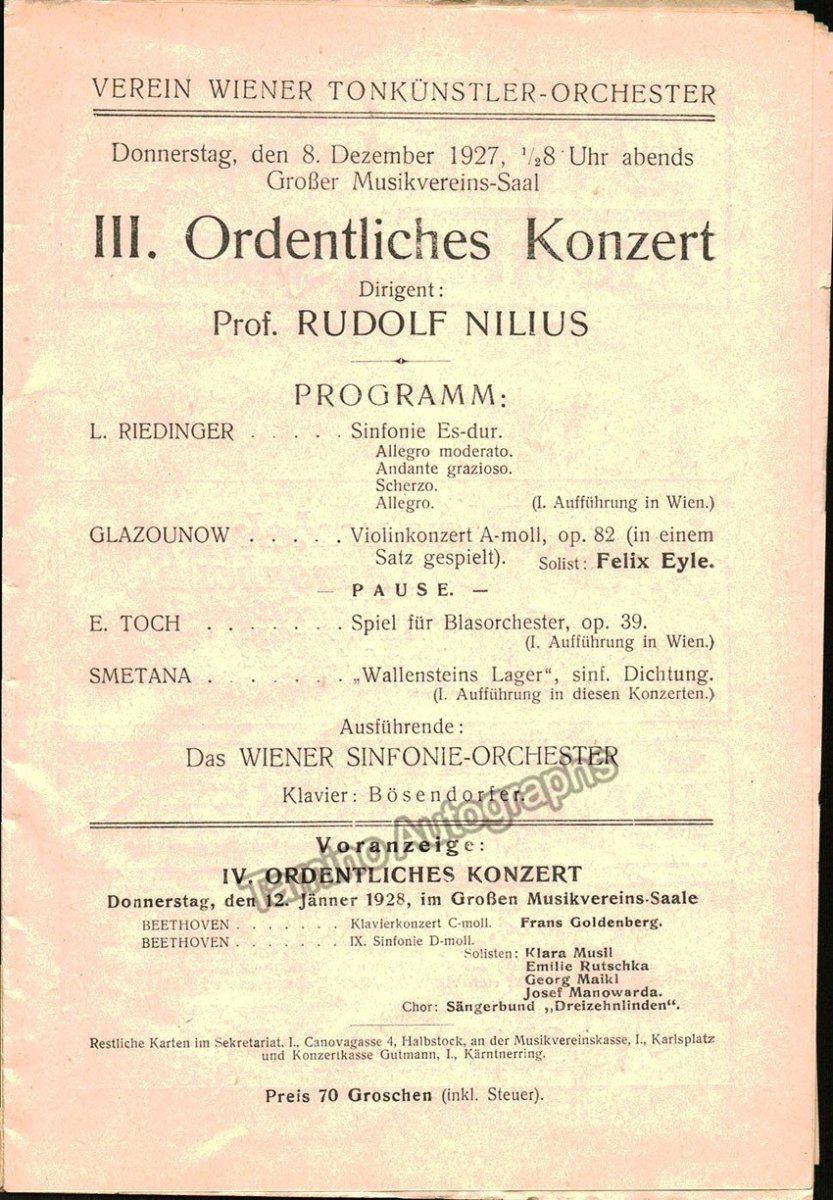 VEREIN WIENER TONKÜNSTLER-ORCHESTER
Donnerstag, den 8. Dezember 1927, ½8 Uhr abends
Großer Musikvereins-Saal
III. Ordentliches Konzert
Dirigent:
Prof. RUDOLF NILIUS
PROGRAMM:
L. RIEDINGER . . . . . Sinfonie Es-dur.
Allegro moderato.
Andante grazioso.
Scherzo.
Allegro. (I. Aufführung in Wien.)
GLAZOUNOW . . . . . Violinkonzert A-moll, op. 82 (in einem
Satz gespielt). Solist: Felix Eyle.
— PAUSE. —
E. TOCH . . . . . . . Spiel für Blasorchester, op. 39.
(I. Aufführung in Wien.)
SMETANA . . . . . . . „Wallensteins Lager“, sinf. Dichtung.
(I. Aufführung in diesen Konzerten.)
Ausführende:
Das WIENER SINFONIE-ORCHESTER
Klavier: Bösendorfer.
Tamino Autographs
Voranzeige:
IV. ORDENTLICHES KONZERT
Donnerstag, den 12. Jänner 1928, im Großen Musikvereins-Saale
BEETHOVEN . . . . . . . Klavierkonzert C-moll. Frans Goldenberg.
BEETHOVEN . . . . . . . IX. Sinfonie D-moll.
Solisten: Klara Musil
Emilie Rutschka
Georg Maikl
Josef Manowarda.
Chor: Sängerbund „Dreizehnlinden“.
Restliche Karten im Sekretariat, I., Canovagasse 4, Halbstock, an der Musikvereinskasse, I., Karlsplatz
und Konzertkasse Gutmann, I., Kärntnerring.
Preis 70 Groschen (inkl. Steuer).